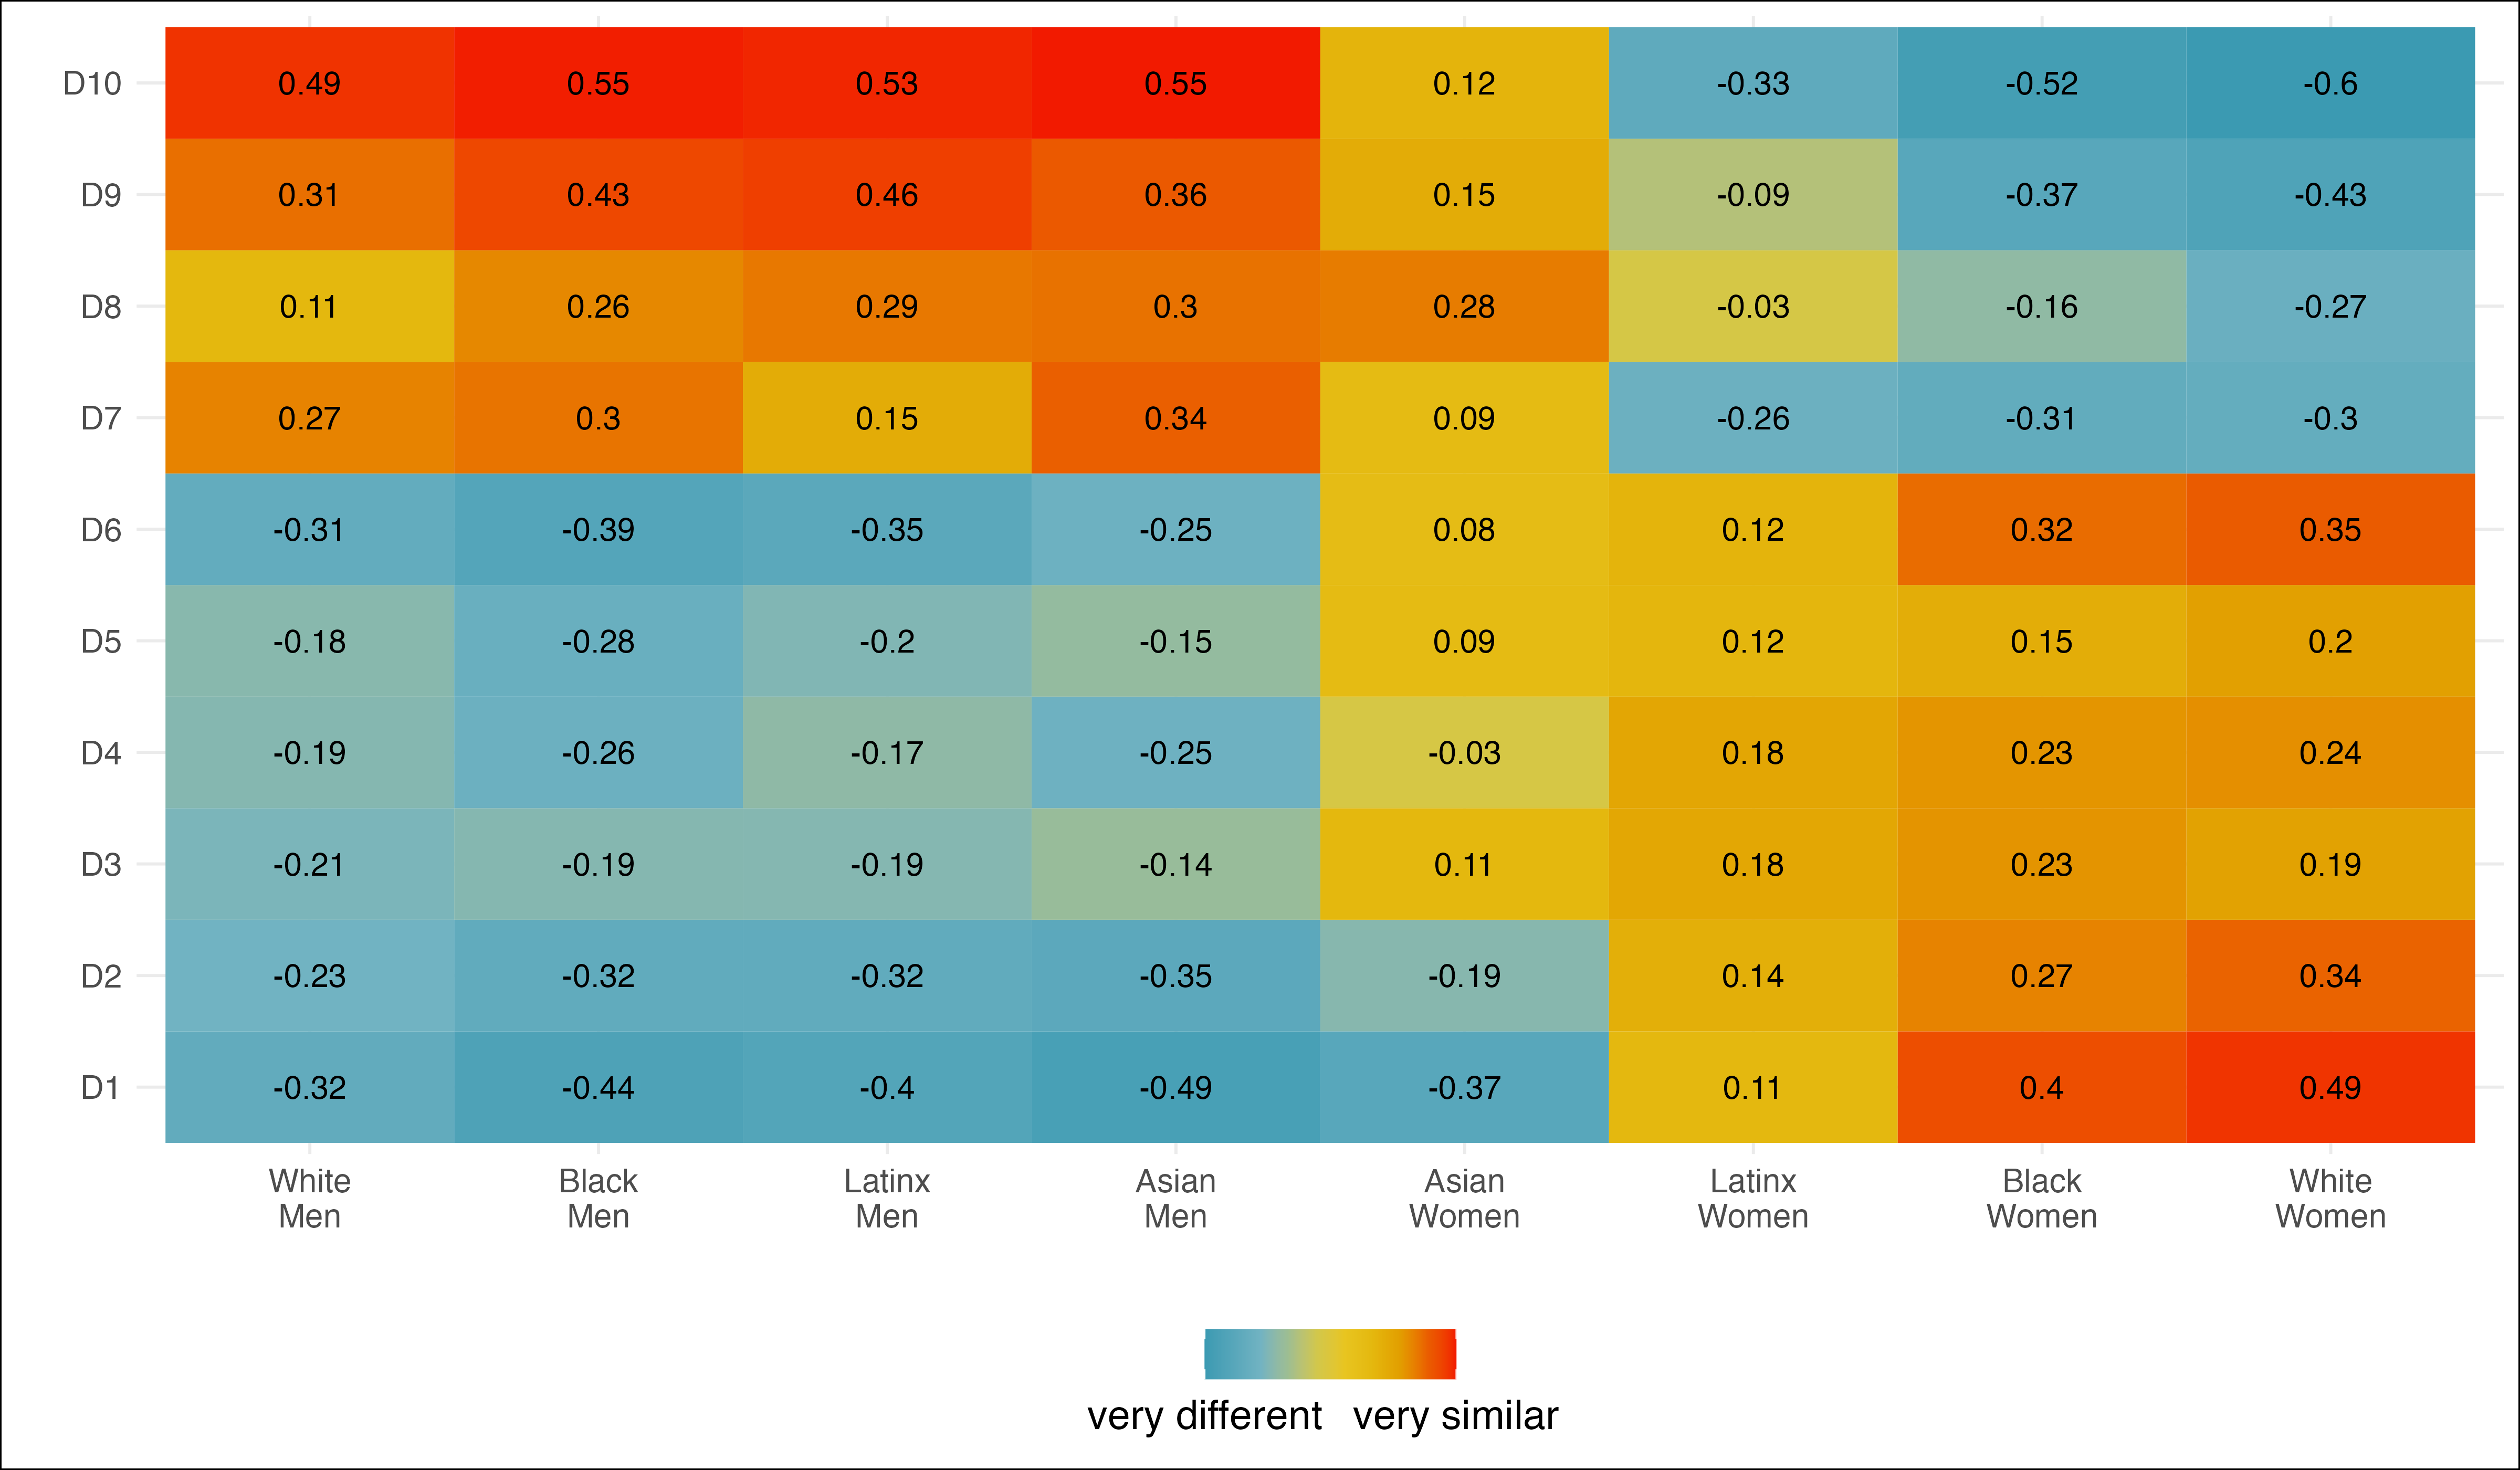 D10 0.49 0.55 0.53 0.55 0.12 -0.33 -0.52 -0.6
D9 0.31 0.43 0.46 0.36 0.15 -0.09 -0.37 -0.43
D8 0.11 0.26 0.29 0.3 0.28 -0.03 -0.16 -0.27
D7 0.27 0.3 0.15 0.34 0.09 -0.26 -0.31 -0.3
D6 -0.31 -0.39 -0.35 -0.25 0.08 0.12 0.32 0.35
D5 -0.18 -0.28 -0.2 -0.15 0.09 0.12 0.15 0.2
D4 -0.19 -0.26 -0.17 -0.25 -0.03 0.18 0.23 0.24
D3 -0.21 -0.19 -0.19 -0.14 0.11 0.18 0.23 0.19
D2 -0.23 -0.32 -0.32 -0.35 -0.19 0.14 0.27 0.34
D1 -0.32 -0.44 -0.4 -0.49 -0.37 0.11 0.4 0.49
White Black Latinx Asian Asian Latinx Black White
Men Men Men Men Women Women Women Women
very different very similar